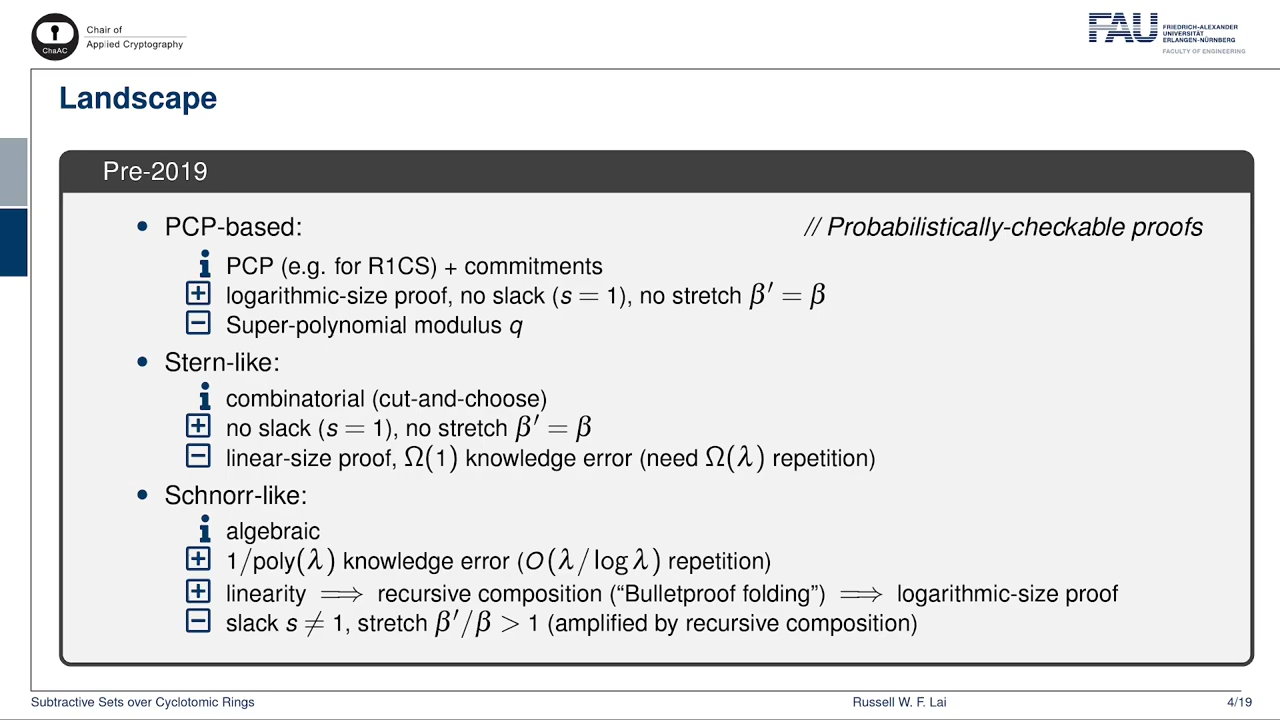 ChaAC
Chair of
Applied Cryptography
FAU
FRIEDRICH-ALEXANDER
UNIVERSITÄT
ERLANGEN-NÜRNBERG
FACULTY OF ENGINEERING
Landscape
Pre-2019
• PCP-based: // Probabilistically-checkable proofs
i PCP (e.g. for R1CS) + commitments
+ logarithmic-size proof, no slack (s = 1), no stretch β′ = β
− Super-polynomial modulus q
• Stern-like:
i combinatorial (cut-and-choose)
+ no slack (s = 1), no stretch β′ = β
− linear-size proof, Ω(1) knowledge error (need Ω(λ) repetition)
• Schnorr-like:
i algebraic
+ 1/poly(λ) knowledge error (O(λ/log λ) repetition)
+ linearity ⟹ recursive composition (“Bulletproof folding”) ⟹ logarithmic-size proof
− slack s ≠ 1, stretch β′/β > 1 (amplified by recursive composition)
Subtractive Sets over Cyclotomic Rings Russell W. F. Lai 4/19